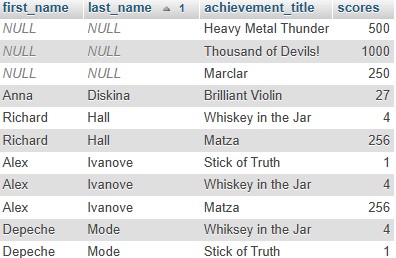 first_name last_name 1 achievement_title scores
NULL NULL Heavy Metal Thunder 500
NULL NULL Thousand of Devils! 1000
NULL NULL Marclar 250
Anna Diskina Brilliant Violin 27
Richard Hall Whiskey in the Jar 4
Richard Hall Matza 256
Alex Ivanove Stick of Truth 1
Alex Ivanove Whiskey in the Jar 4
Alex Ivanove Matza 256
Depeche Mode Whiksey in the Jar 4
Depeche Mode Stick of Truth 1